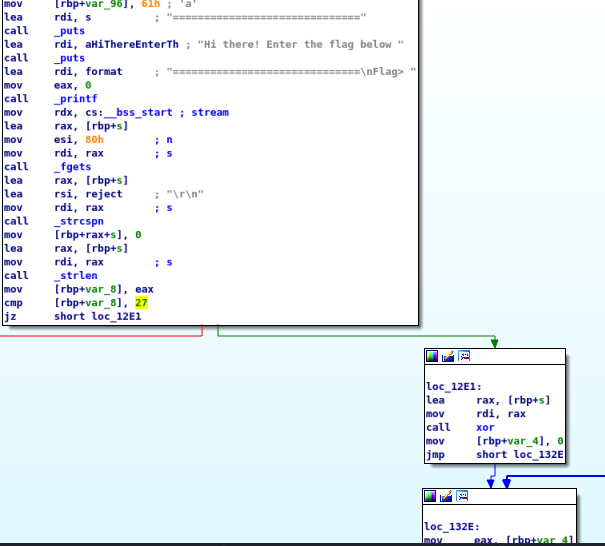 mov [rbp+var_96], 61h ; 'a'
lea rdi, s ; "=============================="
call _puts
lea rdi, aHiThereEnterTh ; "Hi there! Enter the flag below "
call _puts
lea rdi, format ; "==============================\nFlag> "
mov eax, 0
call _printf
mov rdx, cs:__bss_start ; stream
lea rax, [rbp+s]
mov esi, 80h ; n
mov rdi, rax ; s
call _fgets
lea rax, [rbp+s]
lea rsi, reject ; "\r\n"
mov rdi, rax ; s
call _strcspn
mov [rbp+rax+s], 0
lea rax, [rbp+s]
mov rdi, rax ; s
call _strlen
mov [rbp+var_8], eax
cmp [rbp+var_8], 27
jz short loc_12E1
loc_12E1:
lea rax, [rbp+s]
mov rdi, rax
call xor
mov [rbp+var_4], 0
jmp short loc_132E
loc_132E:
mov eax, [rbp+var_4]